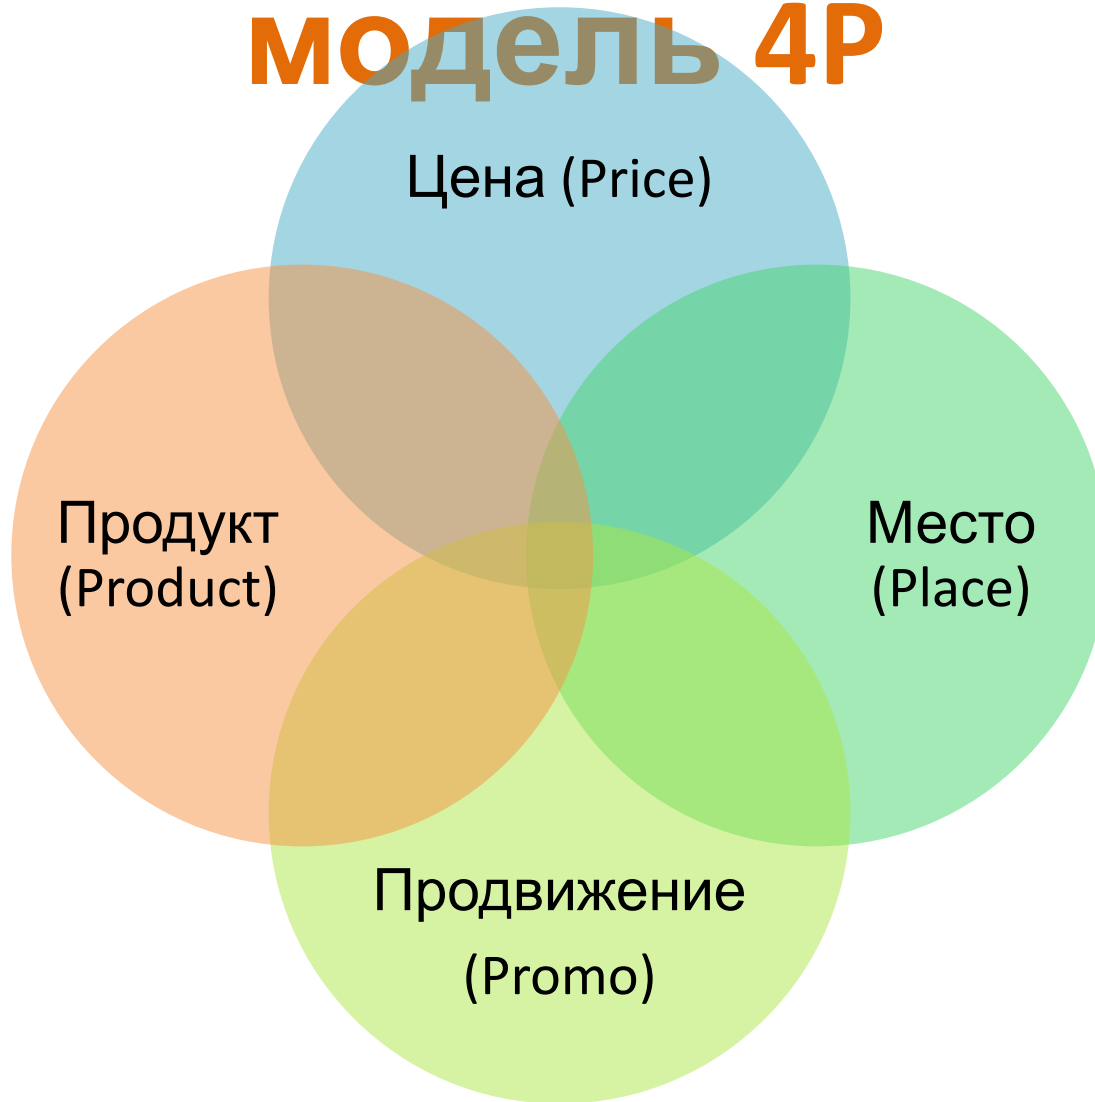 модель 4P
Цена (Price)
Продукт
(Product)
Место
(Place)
Продвижение
(Promo)